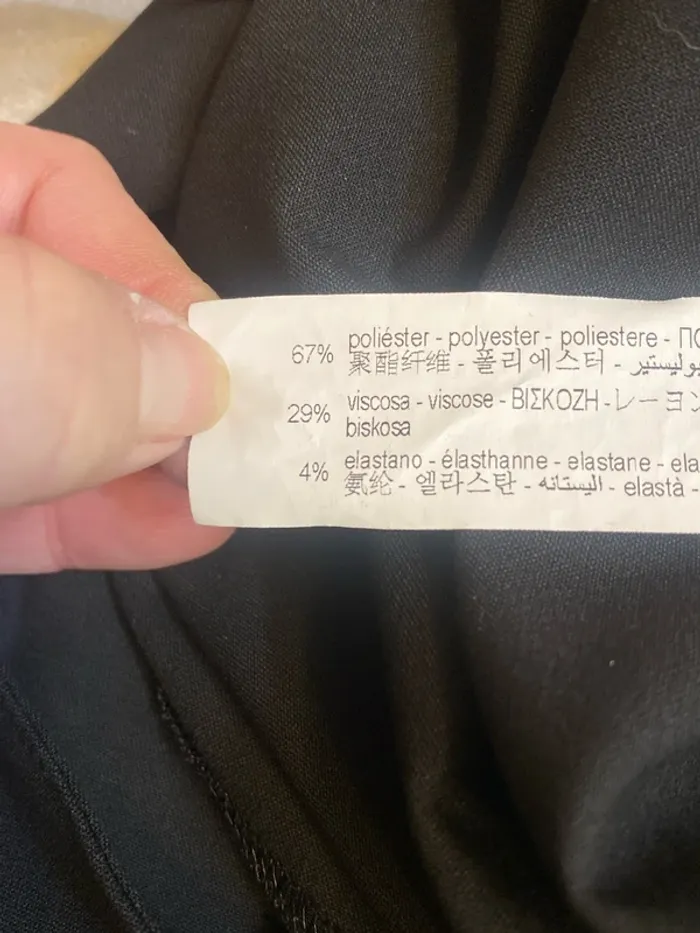 67% poliéster - polyester - poliestere -
聚酯纤维 - 폴리에스터 - بوليستير
29% viscosa - viscose - ΒΙΣΚΟΖΗ - レーヨン
biskosa
4% elastano - élasthanne - elastane - ela
氨纶 - 엘라스탄 - اليستانه - elastà -